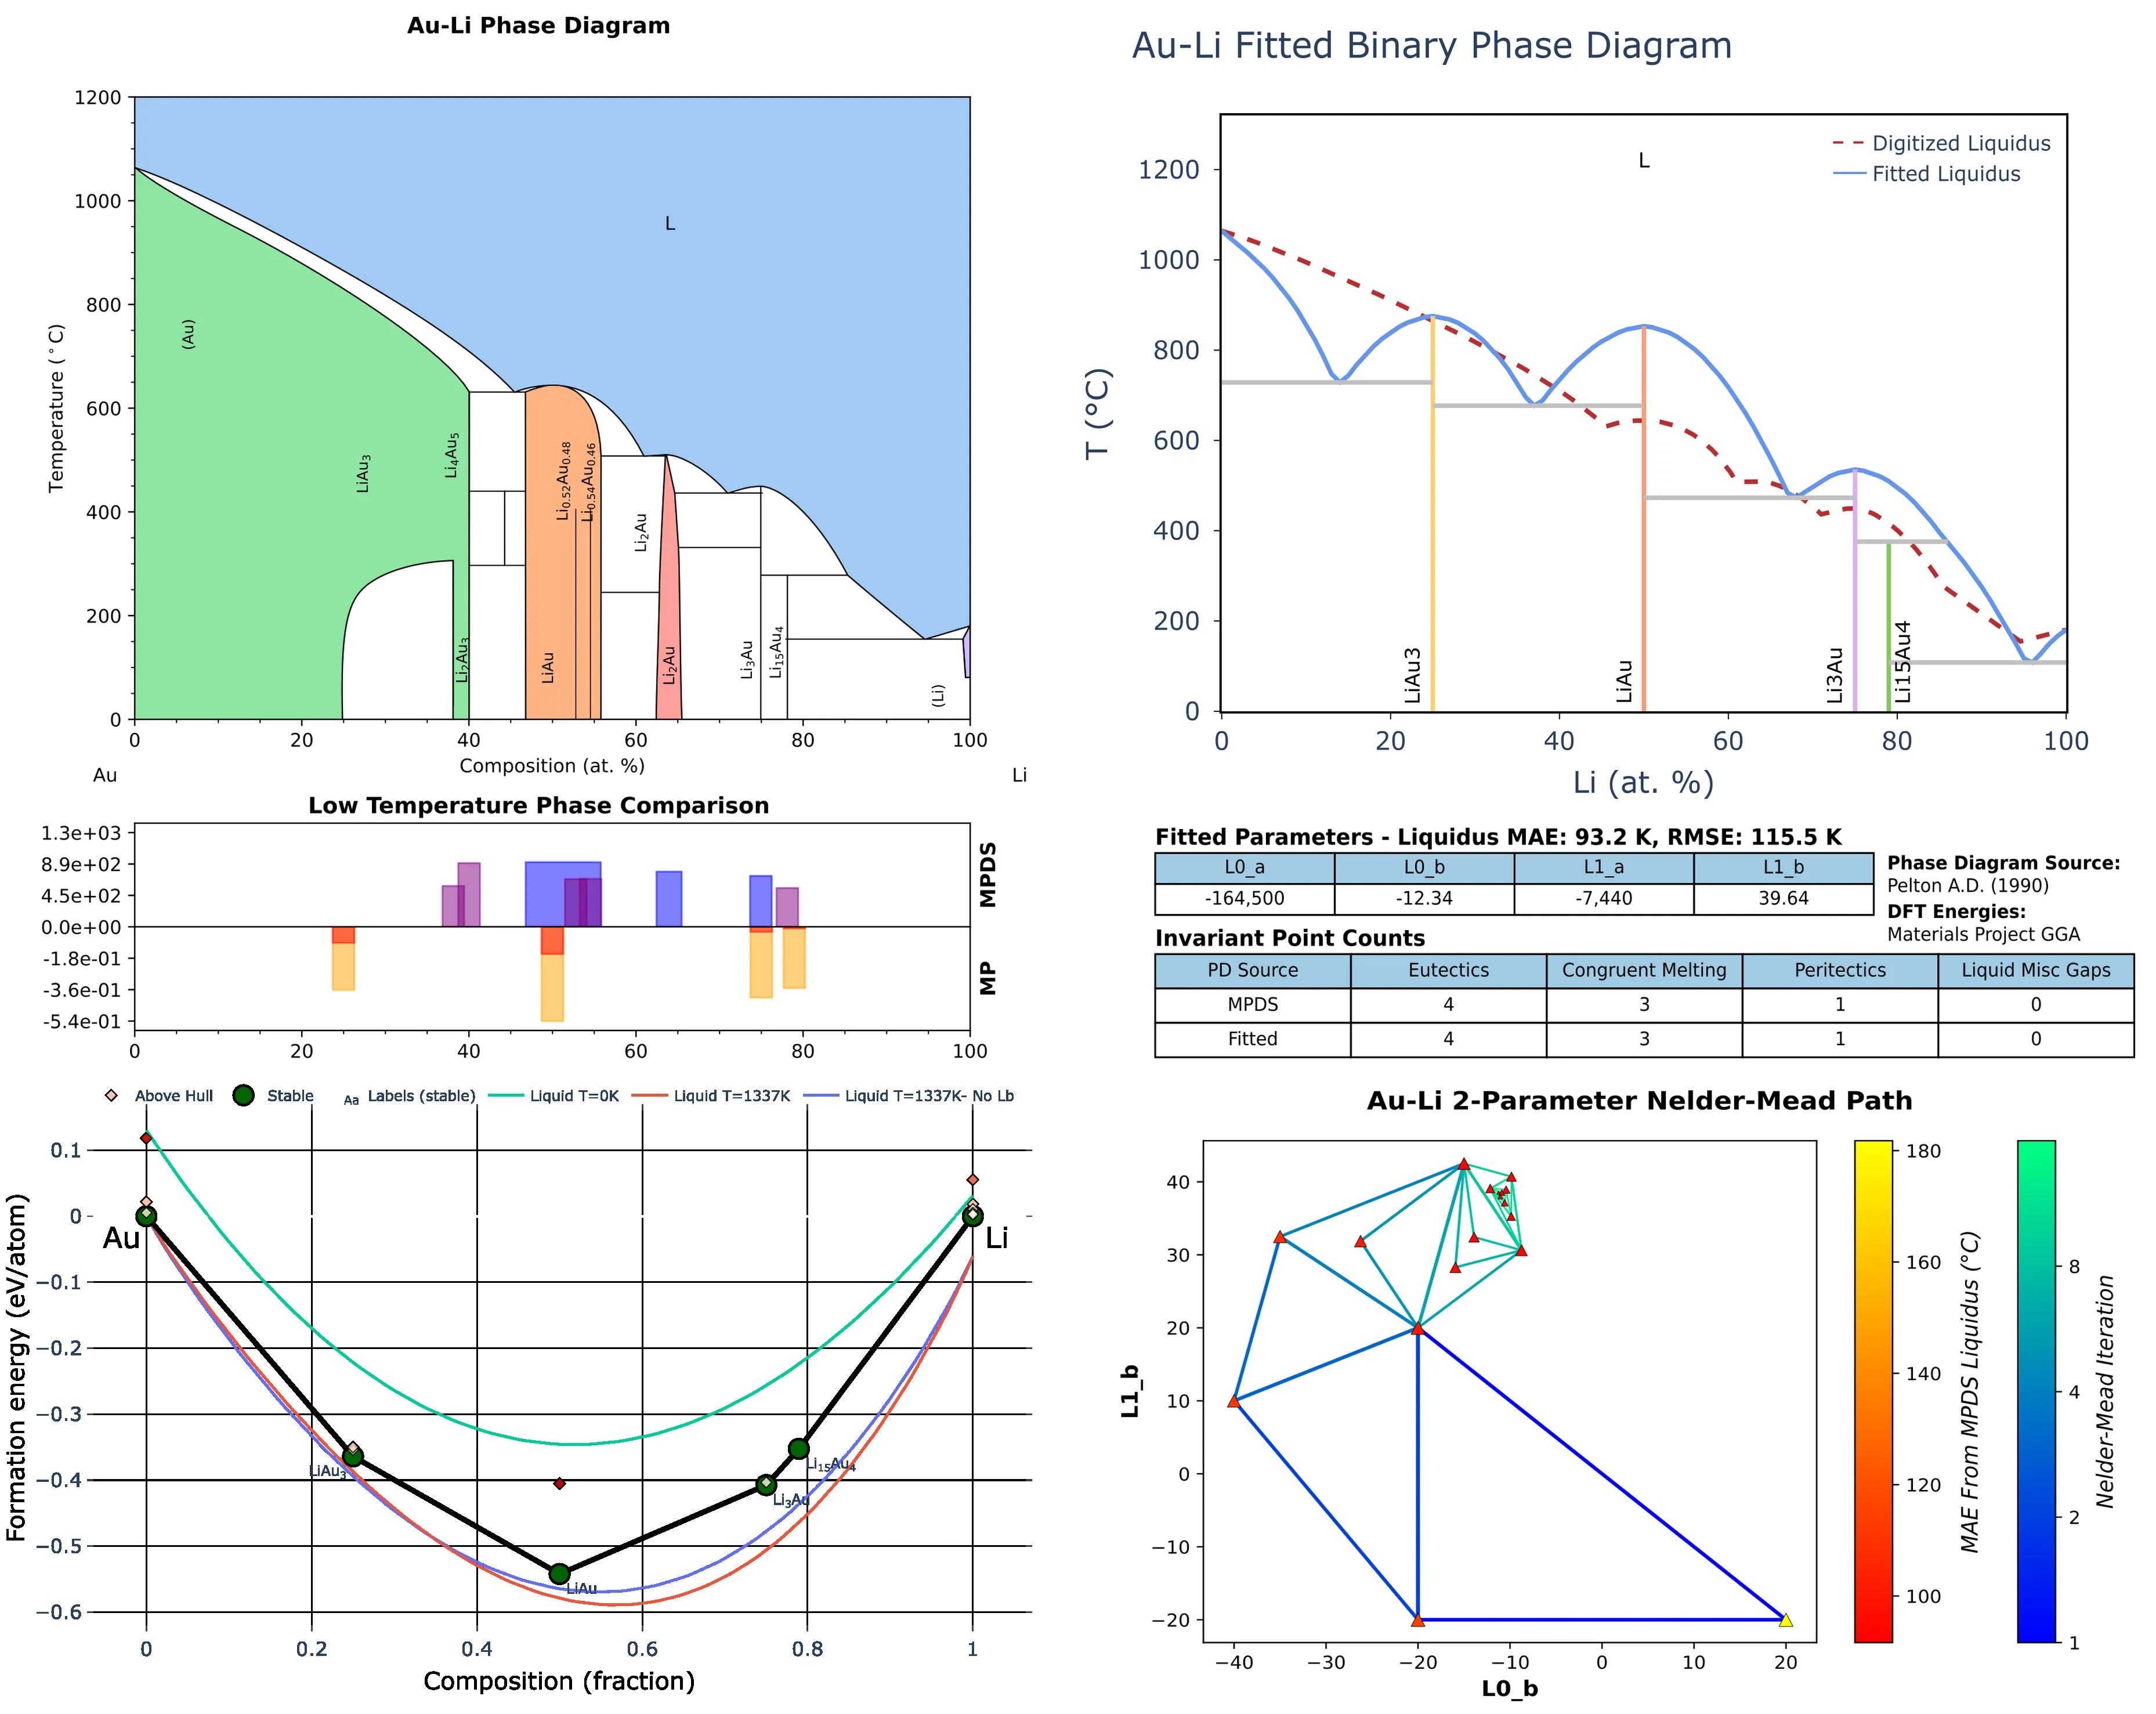 Au-Li Phase Diagram
1200
1000
800
600
400
200
0
Temperature (°C)
L
(Au)
LiAu3
Li4Au5
Li2Au3
LiAu
Li0.52Au0.48
Li0.54Au0.46
Li2Au
Li2Au
Li3Au
Li15Au4
(Li)
0 20 40 60 80 100
Composition (at. %)
Au Li
Au-Li Fitted Binary Phase Diagram
1200
1000
800
600
400
200
0
T (°C)
L
Digitized Liquidus
Fitted Liquidus
LiAu3
LiAu
Li3Au
Li15Au4
0 20 40 60 80 100
Li (at. %)
Low Temperature Phase Comparison
1.3e+03
8.9e+02
4.5e+02
0.0e+00
-1.8e-01
-3.6e-01
-5.4e-01
MPDS
MP
0 20 40 60 80 100
Fitted Parameters - Liquidus MAE: 93.2 K, RMSE: 115.5 K
L0_a L0_b L1_a L1_b
-164,500 -12.34 -7,440 39.64
Phase Diagram Source:
Pelton A.D. (1990)
DFT Energies:
Materials Project GGA
Invariant Point Counts
PD Source Eutectics Congruent Melting Peritectics Liquid Misc Gaps
MPDS 4 3 1 0
Fitted 4 3 1 0
Above Hull Stable Aa Labels (stable) Liquid T=0K Liquid T=1337K Liquid T=1337K- No Lb
0.1
0
−0.1
−0.2
−0.3
−0.4
−0.5
−0.6
Formation energy (eV/atom)
Au
Li
LiAu3
Li15Au4
Li3Au
LiAu
0 0.2 0.4 0.6 0.8 1
Composition (fraction)
Au-Li 2-Parameter Nelder-Mead Path
40
30
20
10
0
−10
−20
L1_b
−40 −30 −20 −10 0 10 20
L0_b
180
160
140
120
100
MAE From MPDS Liquidus (°C)
8
4
2
1
Nelder-Mead Iteration